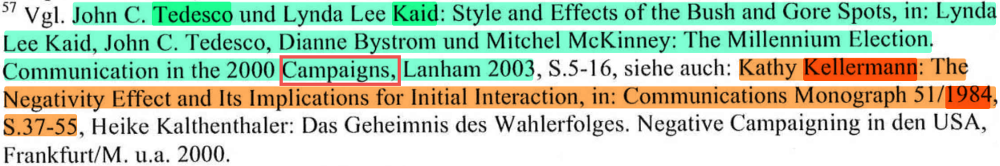 57 Vgl. John C. Tedesco und Lynda Lee Kaid: Style and Effects of the Bush and Gore Spots, in: Lynda
Lee Kaid, John C. Tedesco, Dianne Bystrom und Mitchel McKinney: The Millennium Election.
Communication in the 2000 Campaigns, Lanham 2003, S.5-16, siehe auch: Kathy Kellermann: The
Negativity Effect and Its Implications for Initial Interaction, in: Communications Monograph 51/1984,
S.37-55, Heike Kalthenthaler: Das Geheimnis des Wahlerfolges. Negative Campaigning in den USA,
Frankfurt/M. u.a. 2000.